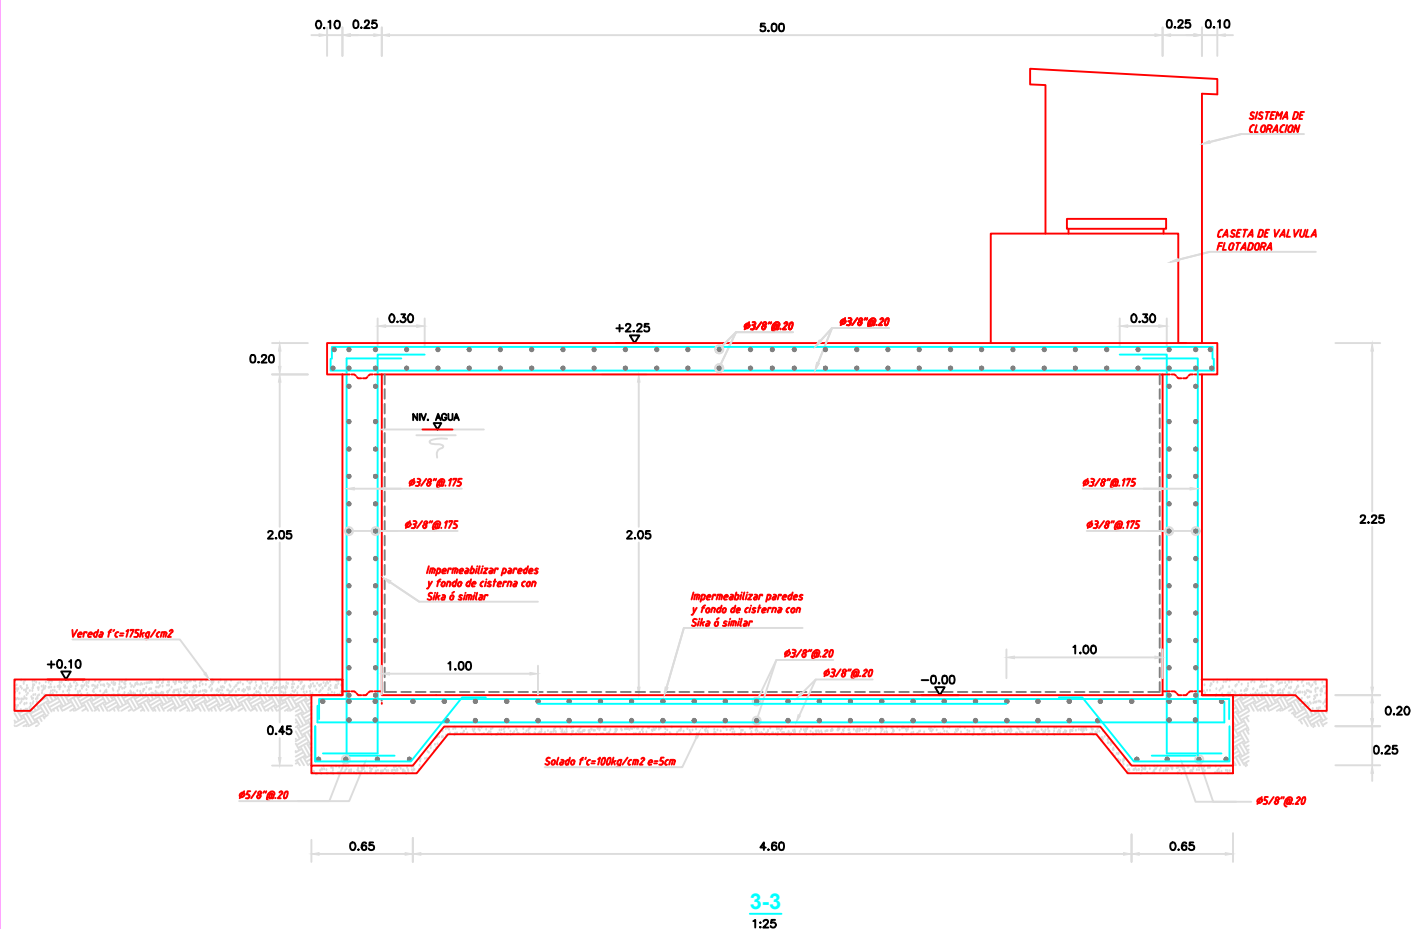 0.10 0.25 5.00 0.25 0.10
SISTEMA DE
CLORACION
CASETA DE VALVULA
FLOTADORA
0.30 +2.25 ø3/8"@.20 ø3/8"@.20 0.30
0.20
NIV. AGUA
ø3/8"@.175 ø3/8"@.175
ø3/8"@.175 ø3/8"@.175
2.05 2.05 2.25
Impermeabilizar paredes
y fondo de cisterna con
Sika ó similar
Impermeabilizar paredes
y fondo de cisterna con
Sika ó similar
Vereda f'c=175kg/cm2
+0.10 1.00 ø3/8"@.20 1.00
ø3/8"@.20 -0.00
0.20
0.45
0.25
Solado f'c=100kg/cm2 e=5cm
ø5/8"@.20 ø5/8"@.20
0.65 4.60 0.65
3-3
1:25